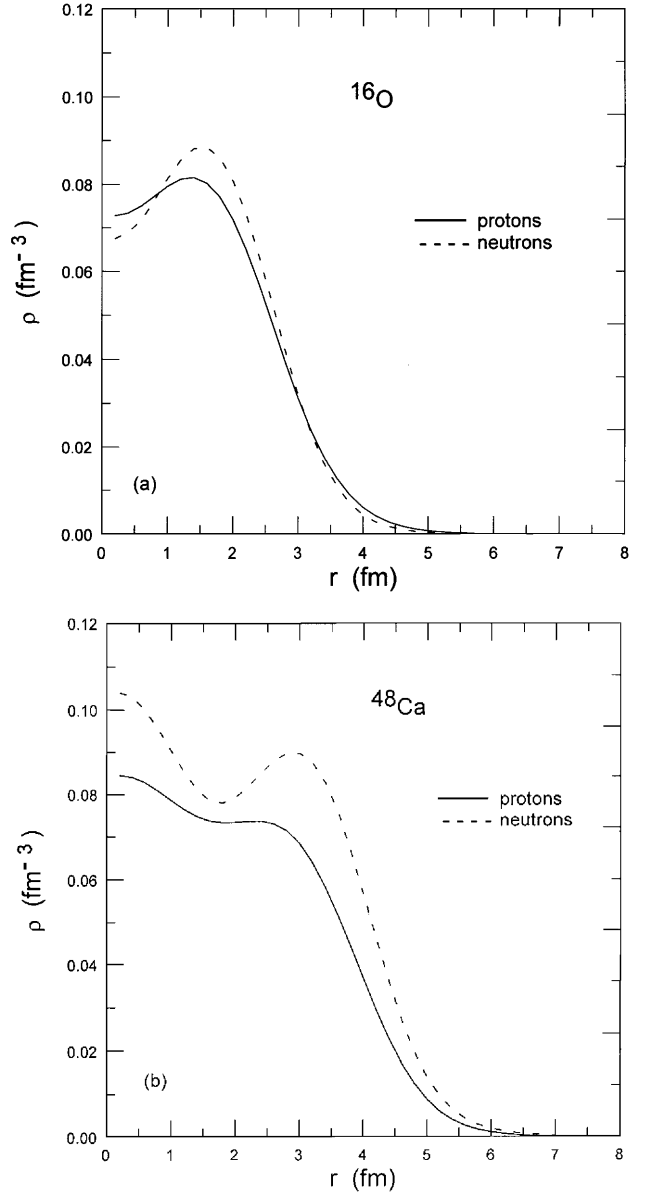 0.12
0.10
0.08
0.06
0.04
0.02
0.00
ρ (fm⁻³)
¹⁶O
protons
neutrons
(a)
0 1 2 3 4 5 6 7 8
r (fm)
0.12
0.10
0.08
0.06
0.04
0.02
0.00
ρ (fm⁻³)
⁴⁸Ca
protons
neutrons
(b)
0 1 2 3 4 5 6 7 8
r (fm)